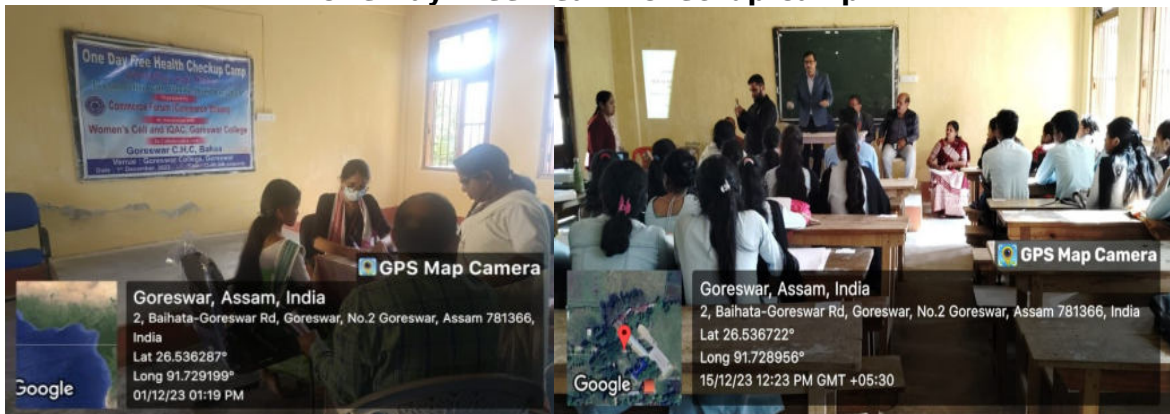 One Day Free Health Checkup Camp
Commerce Forum
Women's Cell and IQAC, Goreswar College
Goreswar C.H.C, Baksa
Venue : Goreswar College, Goreswar
GPS Map Camera
Goreswar, Assam, India
2, Baihata-Goreswar Rd, Goreswar, No.2 Goreswar, Assam 781366,
India
Lat 26.536287°
Long 91.729199°
01/12/23 01:19 PM
Google
GPS Map Camera
Goreswar, Assam, India
2, Baihata-Goreswar Rd, Goreswar, No.2 Goreswar, Assam 781366, India
Lat 26.536722°
Long 91.728956°
15/12/23 12:23 PM GMT +05:30
Google